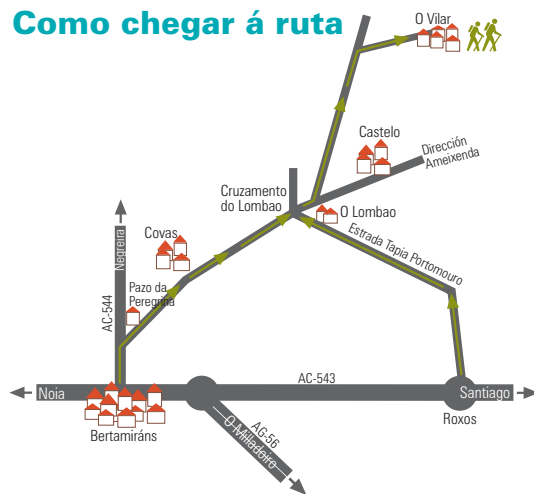 Como chegar á ruta
O Vilar
Castelo
Dirección
Ameixenda
Cruzamento
do Lombao
O Lombao
Covas
Estrada Tapia Portomouro
Negreira
AC-544
Pazo da
Peregrina
AC-543
Noia
Santiago
Roxos
Bertamiráns
AG-56
O Milladoiro